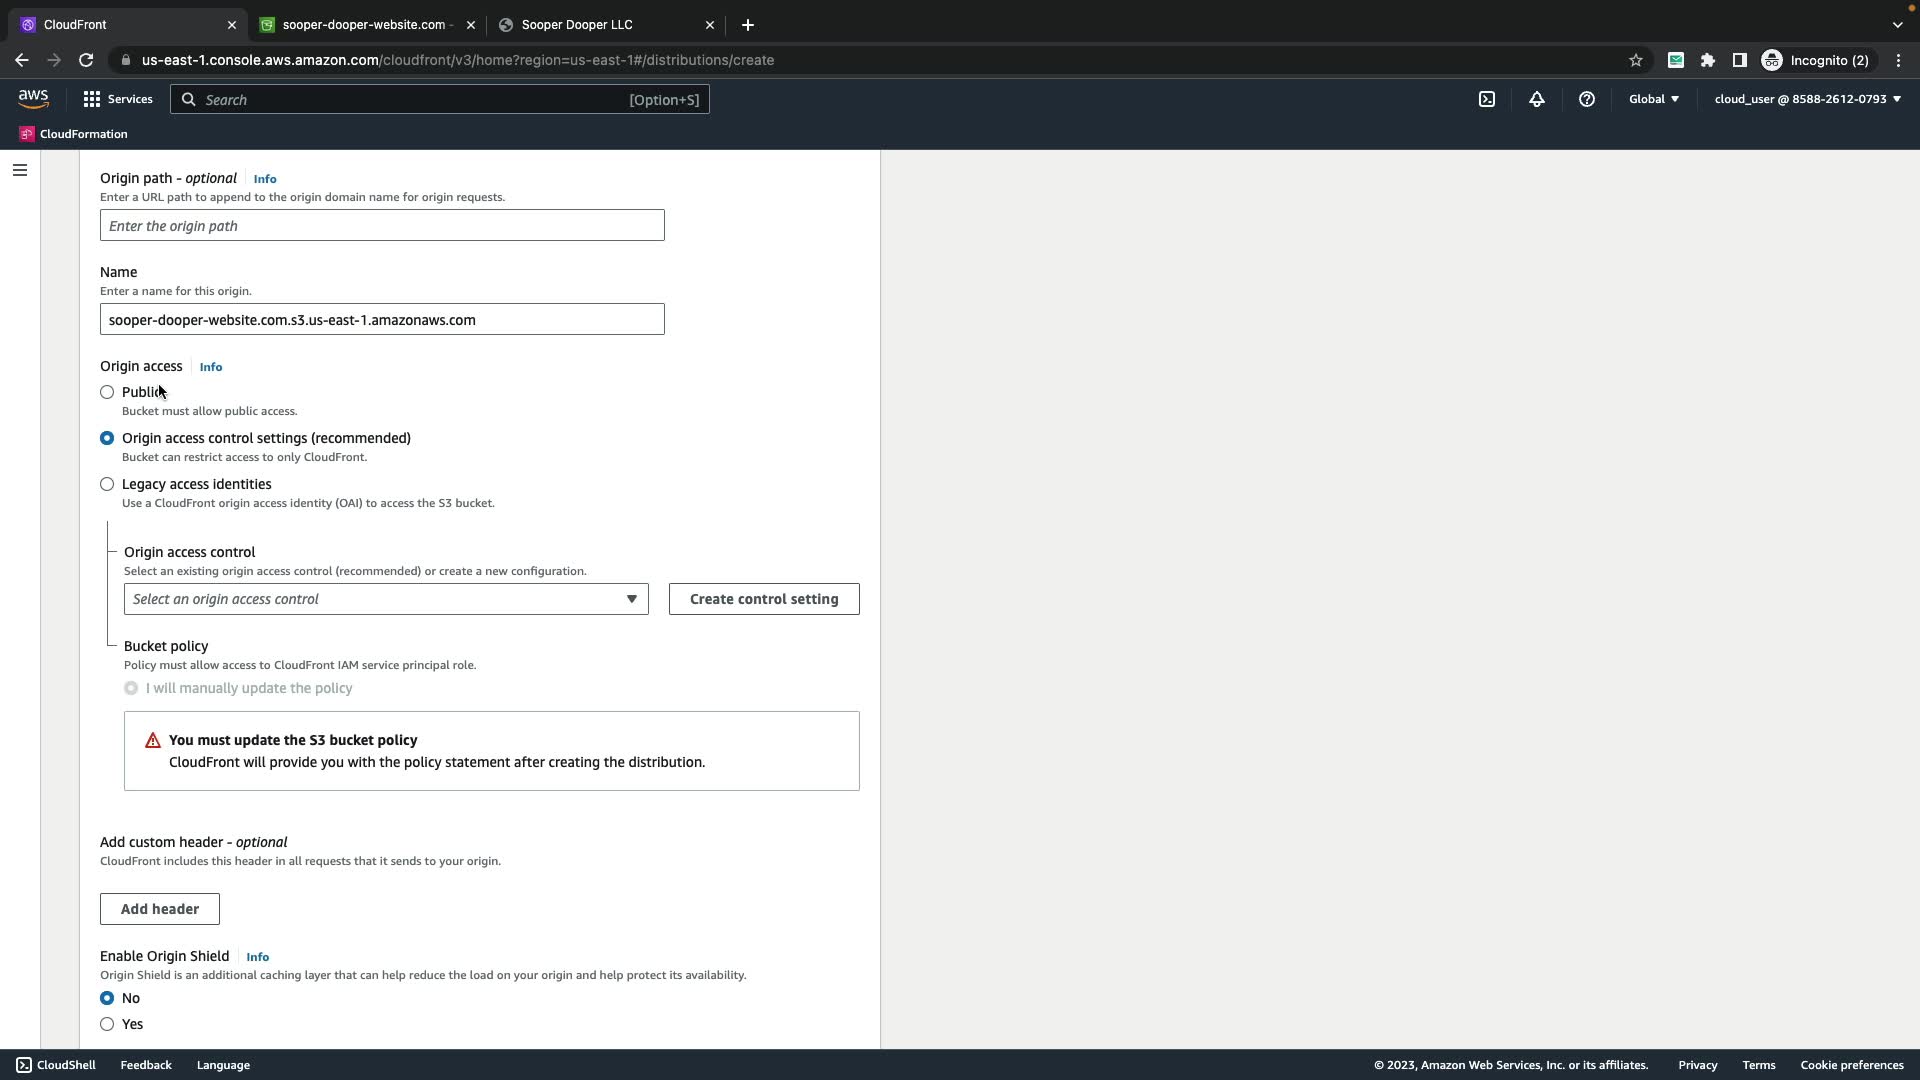 CloudFront
sooper-dooper-website.com -
Sooper Dooper LLC
us-east-1.console.aws.amazon.com/cloudfront/v3/home?region=us-east-1#/distributions/create
Incognito (2)
aws
Services
Search
[Option+S]
Global
cloud_user @ 8588-2612-0793
CloudFormation
Origin path - optional
Info
Enter a URL path to append to the origin domain name for origin requests.
Enter the origin path
Name
Enter a name for this origin.
sooper-dooper-website.com.s3.us-east-1.amazonaws.com
Origin access
Info
Public
Bucket must allow public access.
Origin access control settings (recommended)
Bucket can restrict access to only CloudFront.
Legacy access identities
Use a CloudFront origin access identity (OAI) to access the S3 bucket.
Origin access control
Select an existing origin access control (recommended) or create a new configuration.
Select an origin access control
Create control setting
Bucket policy
Policy must allow access to CloudFront IAM service principal role.
I will manually update the policy
You must update the S3 bucket policy
CloudFront will provide you with the policy statement after creating the distribution.
Add custom header - optional
CloudFront includes this header in all requests that it sends to your origin.
Add header
Enable Origin Shield
Info
Origin Shield is an additional caching layer that can help reduce the load on your origin and help protect its availability.
No
Yes
CloudShell
Feedback
Language
© 2023, Amazon Web Services, Inc. or its affiliates.
Privacy
Terms
Cookie preferences